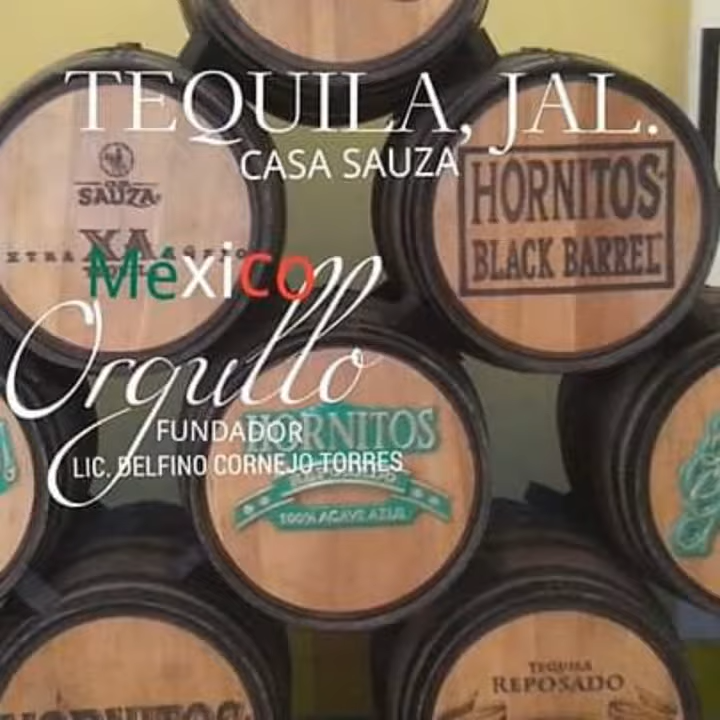 TEQUILA, JAL.
CASA SAUZA
SAUZA
XA
HORNITOS
BLACK BARREL
México
Orgullo
FUNDADOR
LIC. DELFINO CORNEJO TORRES
HORNITOS
100% AGAVE AZUL
TEQUILA
REPOSADO
HORNITOS